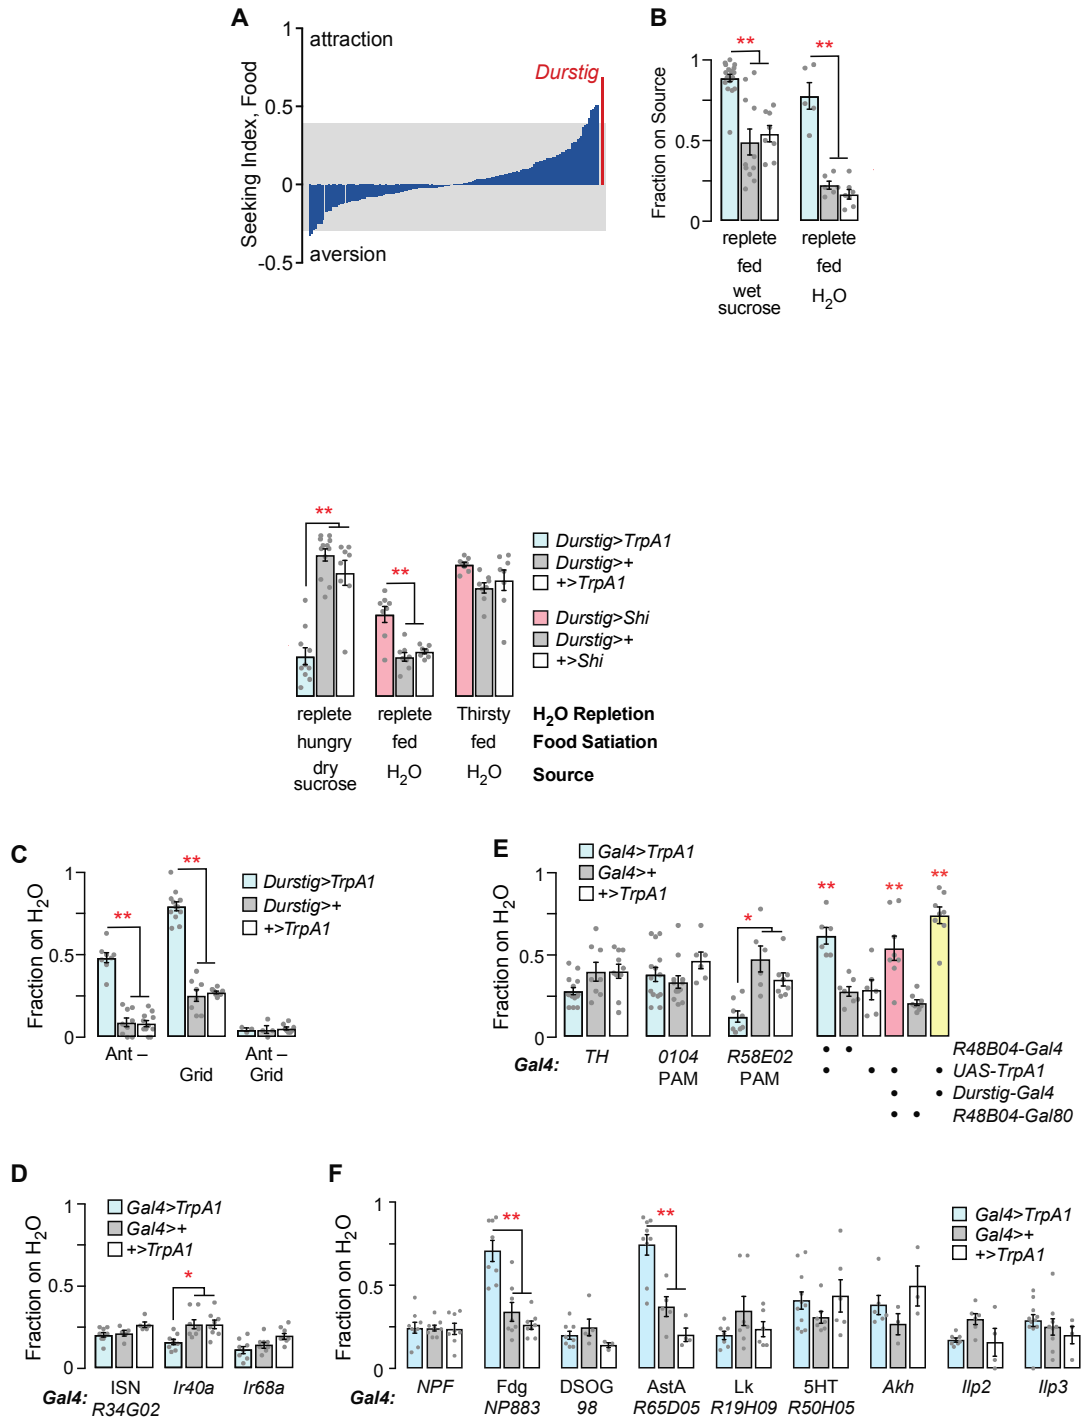 A
1
attraction
Durstig
0.5
0
-0.5
aversion
Seeking Index, Food
B
**
**
1
0.5
0
Fraction on Source
replete
replete
fed
fed
wet
sucrose
H2O
**
**
Durstig>TrpA1
Durstig>+
+>TrpA1
Durstig>Shi
Durstig>+
+>Shi
replete
replete
Thirsty
H2O Repletion
hungry
fed
fed
Food Satiation
dry
sucrose
H2O
H2O
Source
C
1
0.5
0
Fraction on H2O
**
**
Durstig>TrpA1
Durstig>+
+>TrpA1
Ant –
Grid
Ant –
Grid
E
Gal4>TrpA1
Gal4>+
+>TrpA1
1
0.5
0
Fraction on H2O
*
**
**
**
Gal4:
TH
0104
PAM
R58E02
PAM
R48B04-Gal4
UAS-TrpA1
Durstig-Gal4
R48B04-Gal80
D
1
0.5
0
Fraction on H2O
Gal4>TrpA1
Gal4>+
+>TrpA1
*
Gal4:
ISN
R34G02
Ir40a
Ir68a
F
1
0.5
0
Fraction on H2O
**
**
Gal4>TrpA1
Gal4>+
+>TrpA1
Gal4:
NPF
Fdg
NP883
DSOG
98
AstA
R65D05
Lk
R19H09
5HT
R50H05
Akh
Ilp2
Ilp3